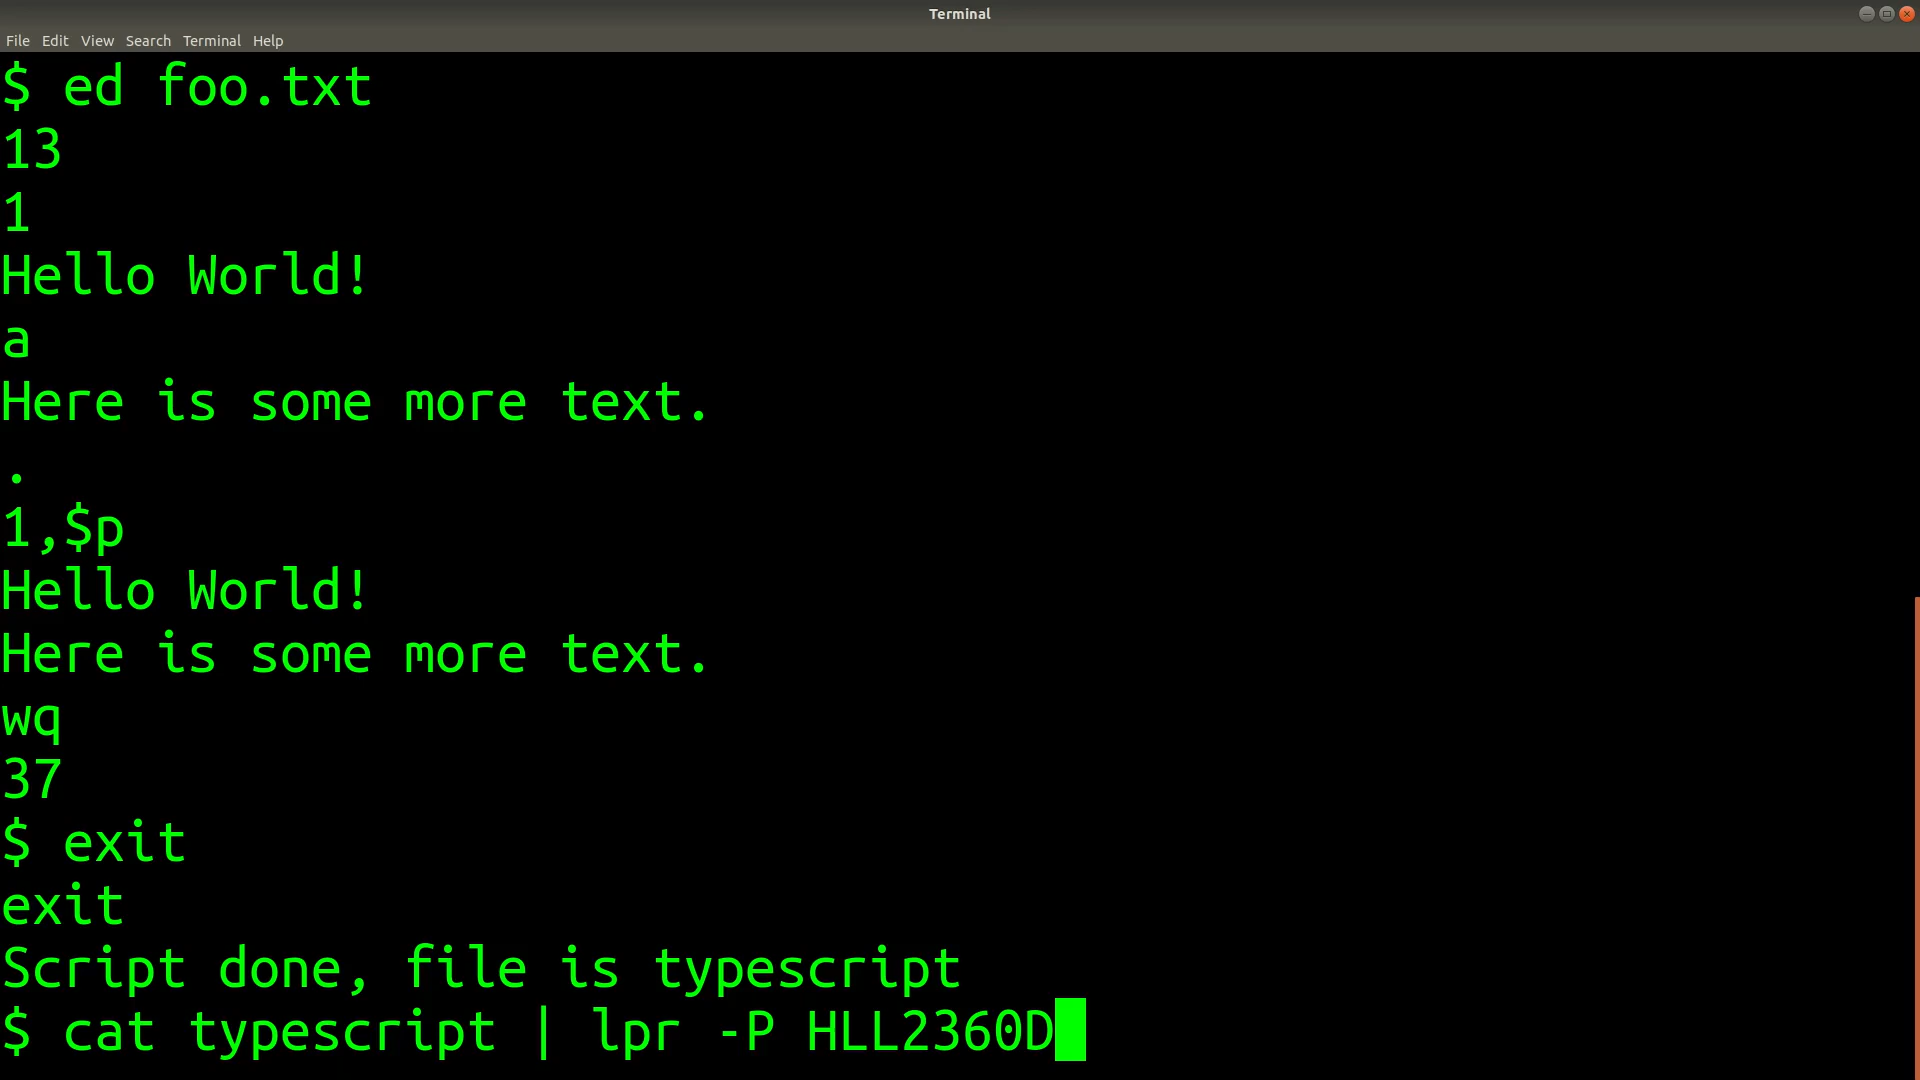 Terminal
File Edit View Search Terminal Help
$ ed foo.txt
13
1
Hello World!
a
Here is some more text.
.
1,$p
Hello World!
Here is some more text.
wq
37
$ exit
exit
Script done, file is typescript
$ cat typescript | lpr -P HLL2360D